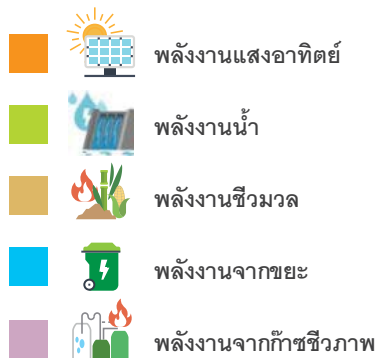 พลังงานแสงอาทิตย์
พลังงานน้ำ
พลังงานชีวมวล
พลังงานจากขยะ
พลังงานจากก๊าซชีวภาพ